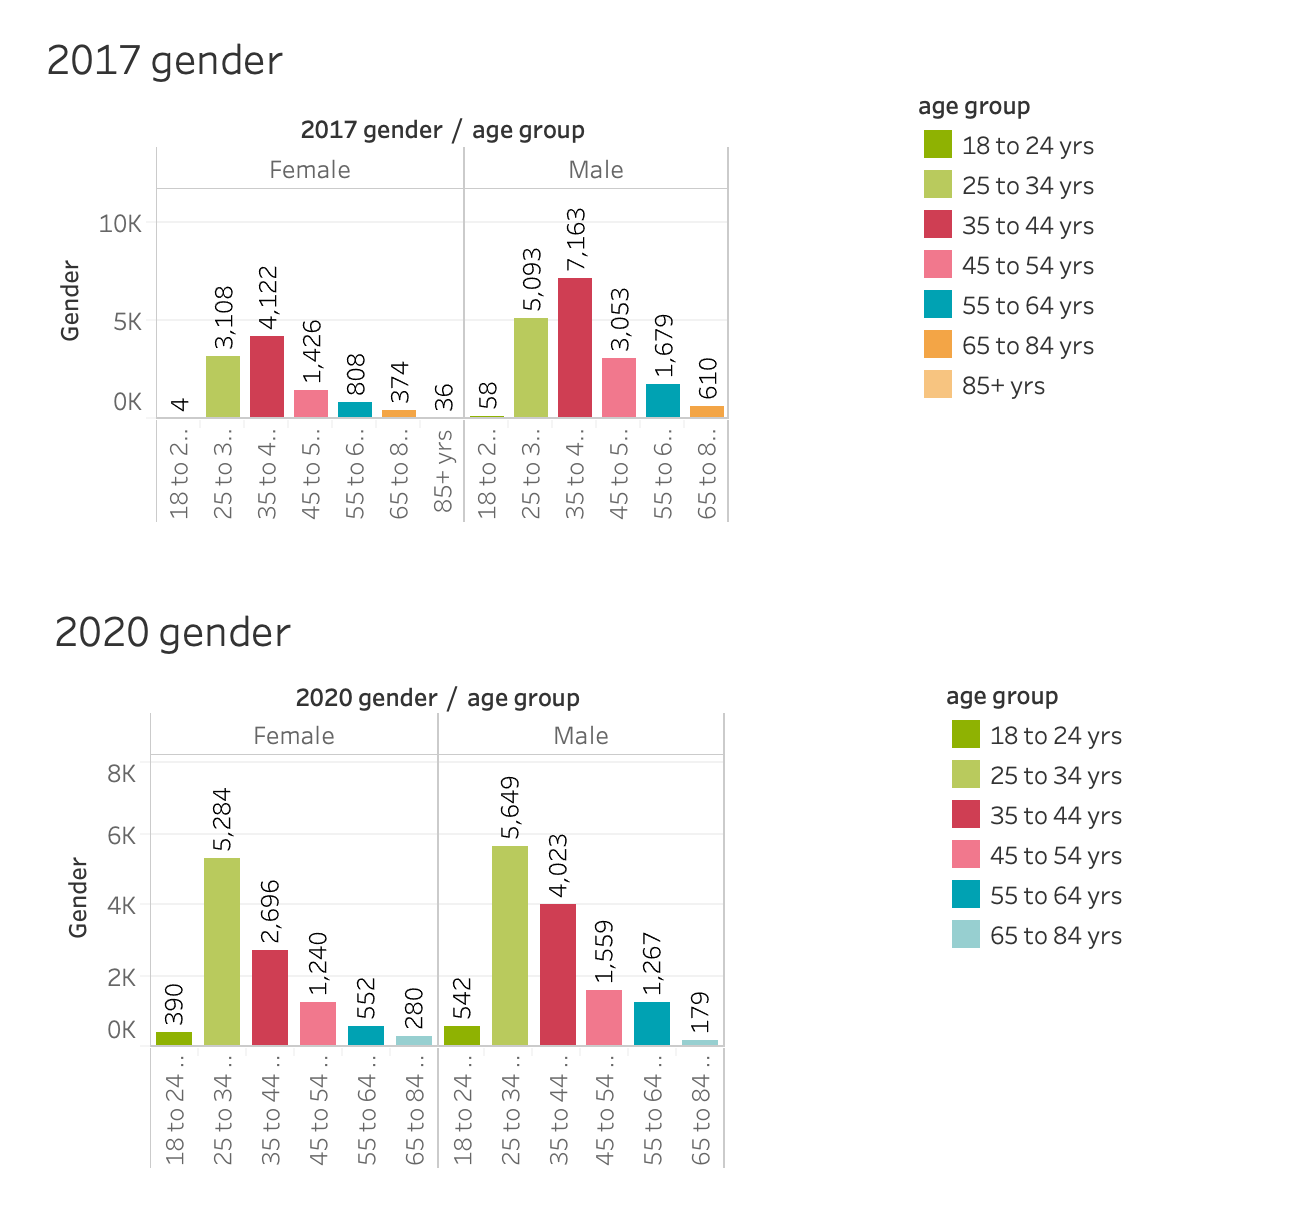 2017 gender
2017 gender / age group
Female Male
10K
5K
0K
Gender
4 3,108 4,122 1,426 808 374 36 58 5,093 7,163 3,053 1,679 610
18 to 2.. 25 to 3.. 35 to 4.. 45 to 5.. 55 to 6.. 65 to 8.. 85+ yrs 18 to 2.. 25 to 3.. 35 to 4.. 45 to 5.. 55 to 6.. 65 to 8..
age group
18 to 24 yrs
25 to 34 yrs
35 to 44 yrs
45 to 54 yrs
55 to 64 yrs
65 to 84 yrs
85+ yrs
2020 gender
2020 gender / age group
Female Male
8K
6K
4K
2K
0K
Gender
390 5,284 2,696 1,240 552 280 542 5,649 4,023 1,559 1,267 179
18 to 24 .. 25 to 34 .. 35 to 44 .. 45 to 54 .. 55 to 64 .. 65 to 84 .. 18 to 24 .. 25 to 34 .. 35 to 44 .. 45 to 54 .. 55 to 64 .. 65 to 84 ..
age group
18 to 24 yrs
25 to 34 yrs
35 to 44 yrs
45 to 54 yrs
55 to 64 yrs
65 to 84 yrs